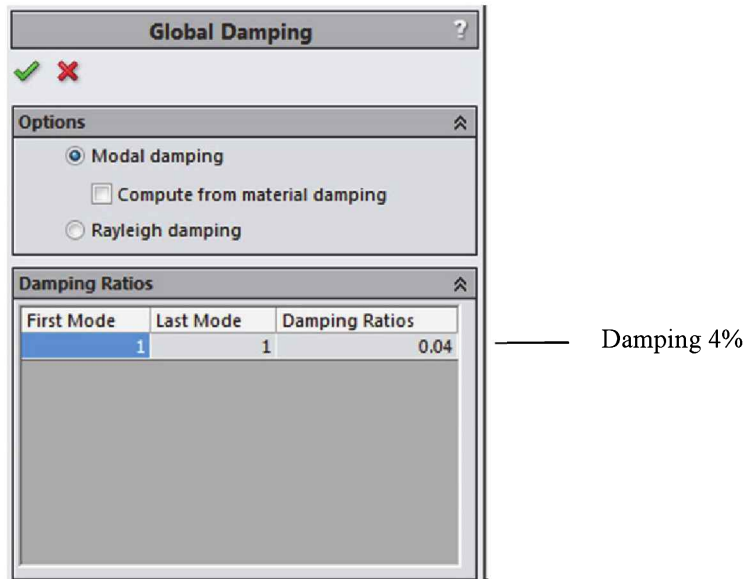 Global Damping ?
Options
Modal damping
Compute from material damping
Rayleigh damping
Damping Ratios
First Mode Last Mode Damping Ratios
1 1 0.04
Damping 4%